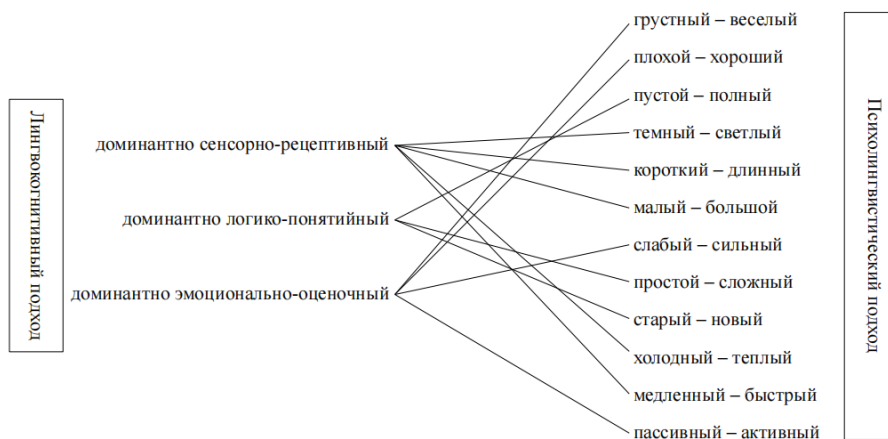 Лингвокогнитивный подход
доминантно сенсорно-рецептивный
доминантно логико-понятийный
доминантно эмоционально-оценочный
грустный – веселый
плохой – хороший
пустой – полный
темный – светлый
короткий – длинный
малый – большой
слабый – сильный
простой – сложный
старый – новый
холодный – теплый
медленный – быстрый
пассивный – активный
Психолингвистический подход